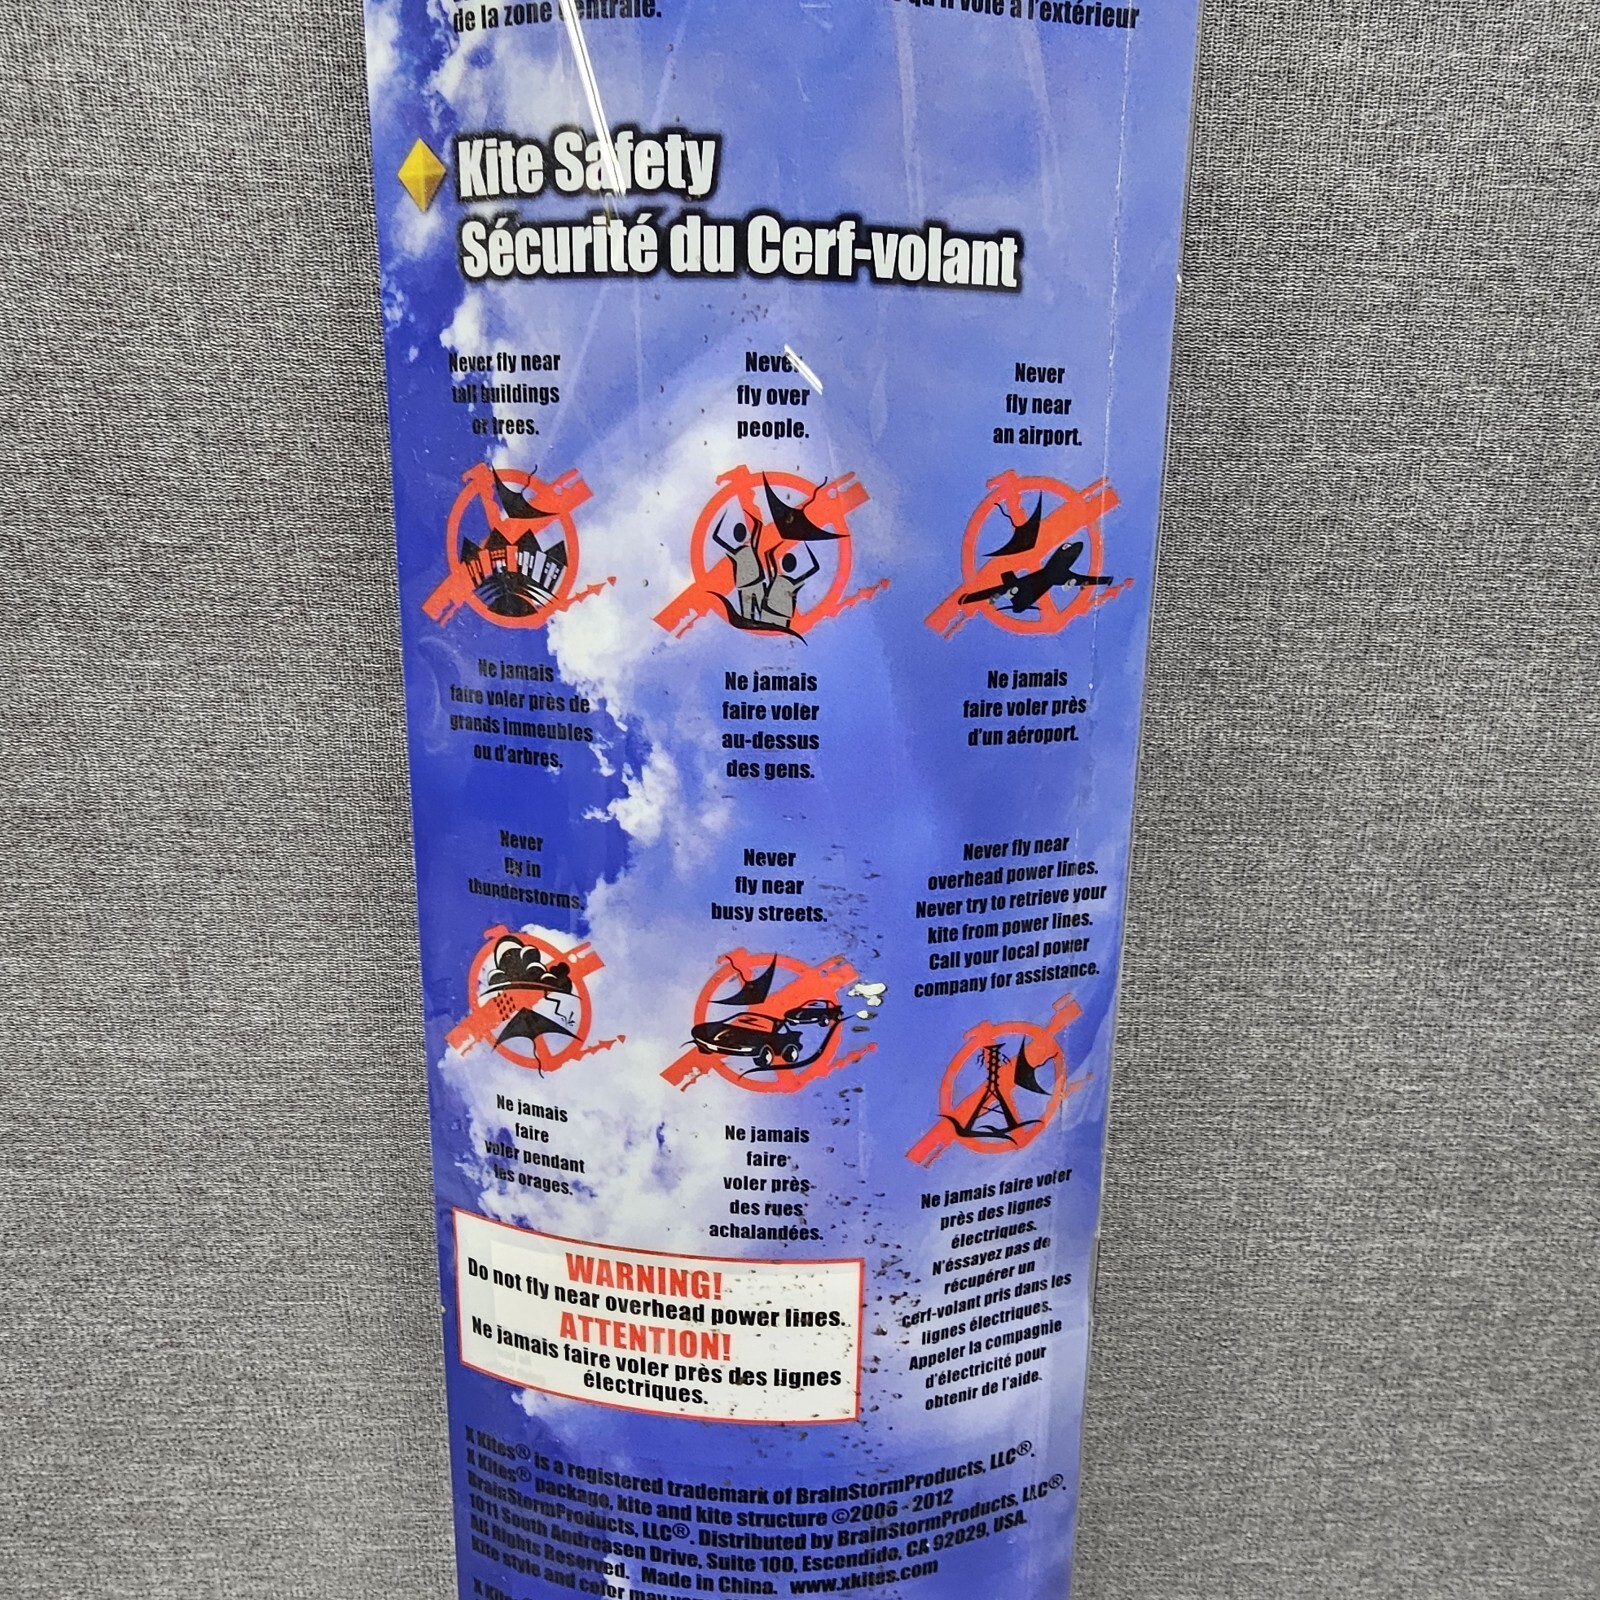 de la zone centrale.
qu'il vole à l'extérieur
Kite Safety
Sécurité du Cerf-volant
Never fly near
tall buildings
or trees.
Never
fly over
people.
Never
fly near
an airport.
Ne jamais
faire voler près de
grands immeubles
ou d'arbres.
Ne jamais
faire voler
au-dessus
des gens.
Ne jamais
faire voler près
d'un aéroport.
Never
fly in
thunderstorms.
Never
fly near
busy streets.
Never fly near
overhead power lines.
Never try to retrieve your
kite from power lines.
Call your local power
company for assistance.
Ne jamais
faire
voler pendant
les orages.
Ne jamais
faire
voler près
des rues
achalandées.
Ne jamais faire voler
près des lignes
électriques.
N'éssayez pas de
récupérer un
cerf-volant pris dans les
lignes électriques.
Appeler la compagnie
d'électricité pour
obtenir de l'aide.
WARNING!
Do not fly near overhead power lines.
ATTENTION!
Ne jamais faire voler près des lignes
électriques.
X Kites® is a registered trademark of BrainStormProducts, LLC®.
X Kites® package, kite and kite structure ©2006 - 2012
BrainStormProducts, LLC®. Distributed by BrainStormProducts, LLC®.
1011 South Andreasen Drive, Suite 100, Escondido, CA 92029, USA.
All Rights Reserved. Made in China. www.xkites.com
Kite style and color may
X Kites